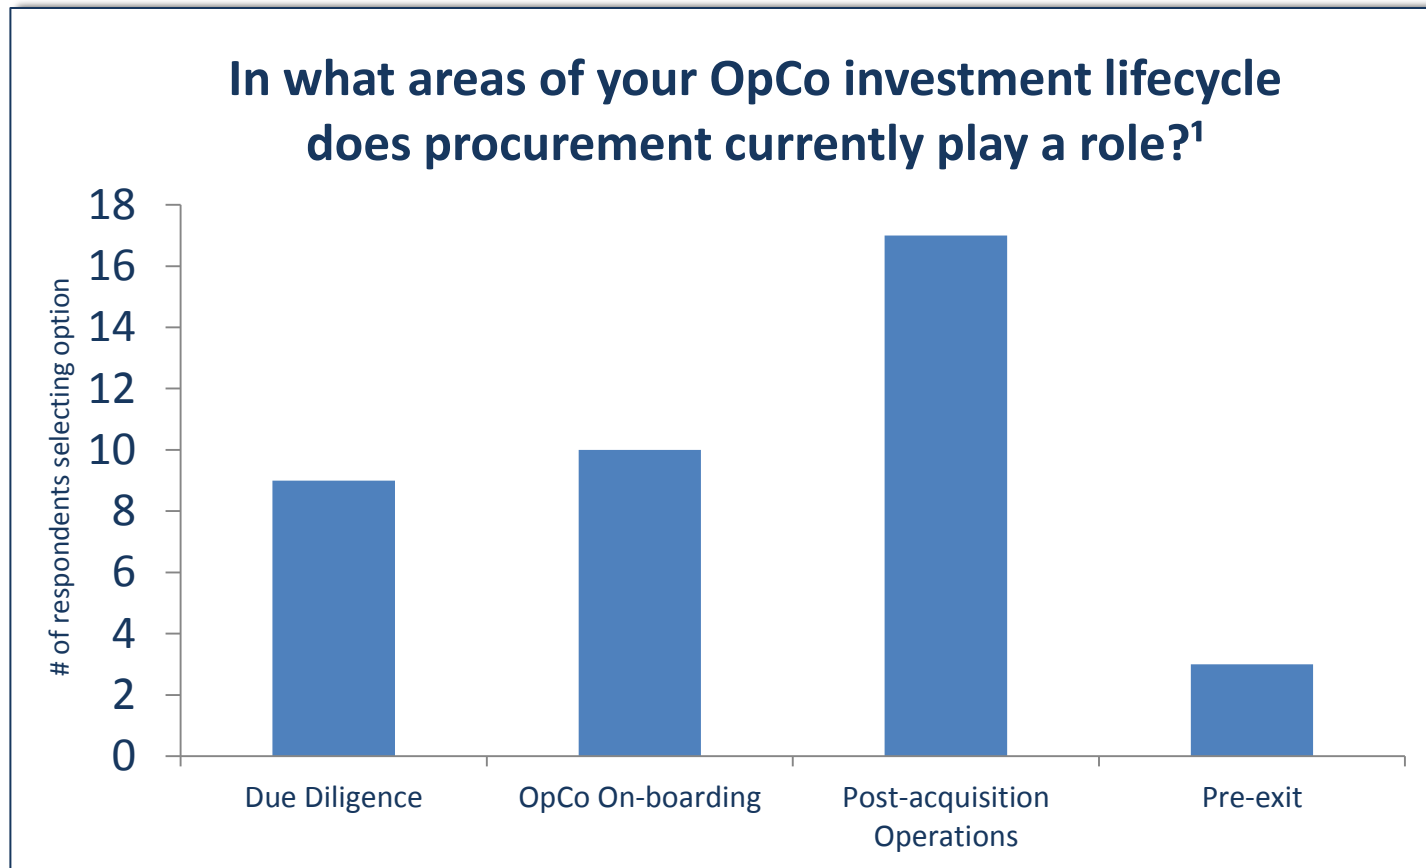 In what areas of your OpCo investment lifecycle
does procurement currently play a role?¹
# of respondents selecting option
18
16
14
12
10
8
6
4
2
0
Due Diligence
OpCo On-boarding
Post-acquisition
Operations
Pre-exit